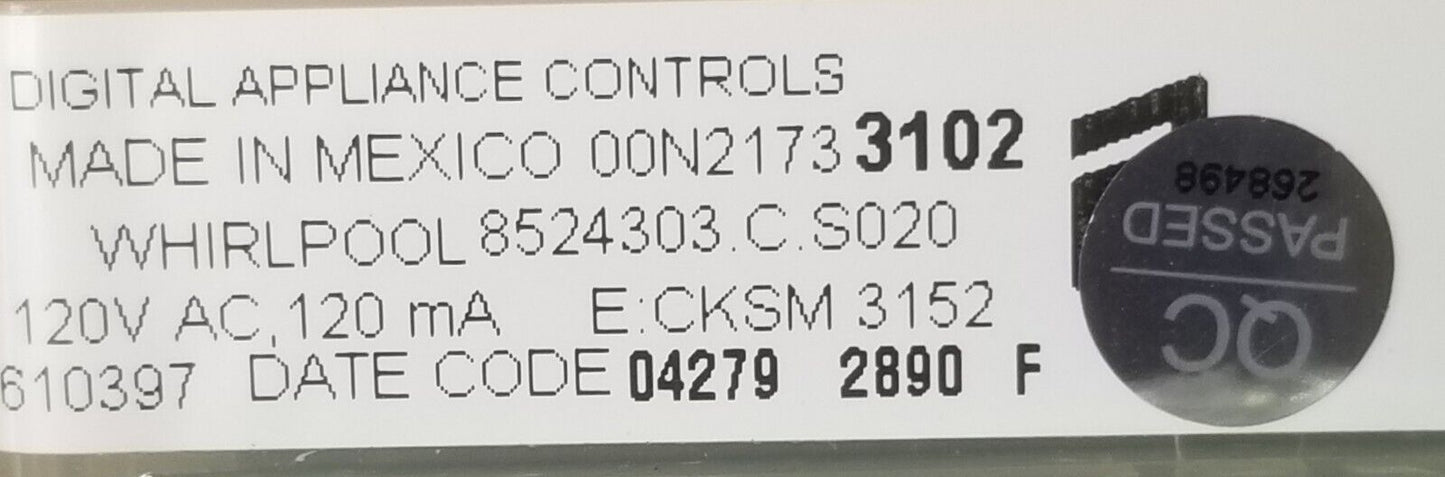 DIGITAL APPLIANCE CONTROLS
MADE IN MEXICO 00N2173 3102
WHIRLPOOL 8524303.C.S020
120V AC,120 mA E:CKSM 3152
610397 DATE CODE 04279 2890 F
QC
PASSED
268498